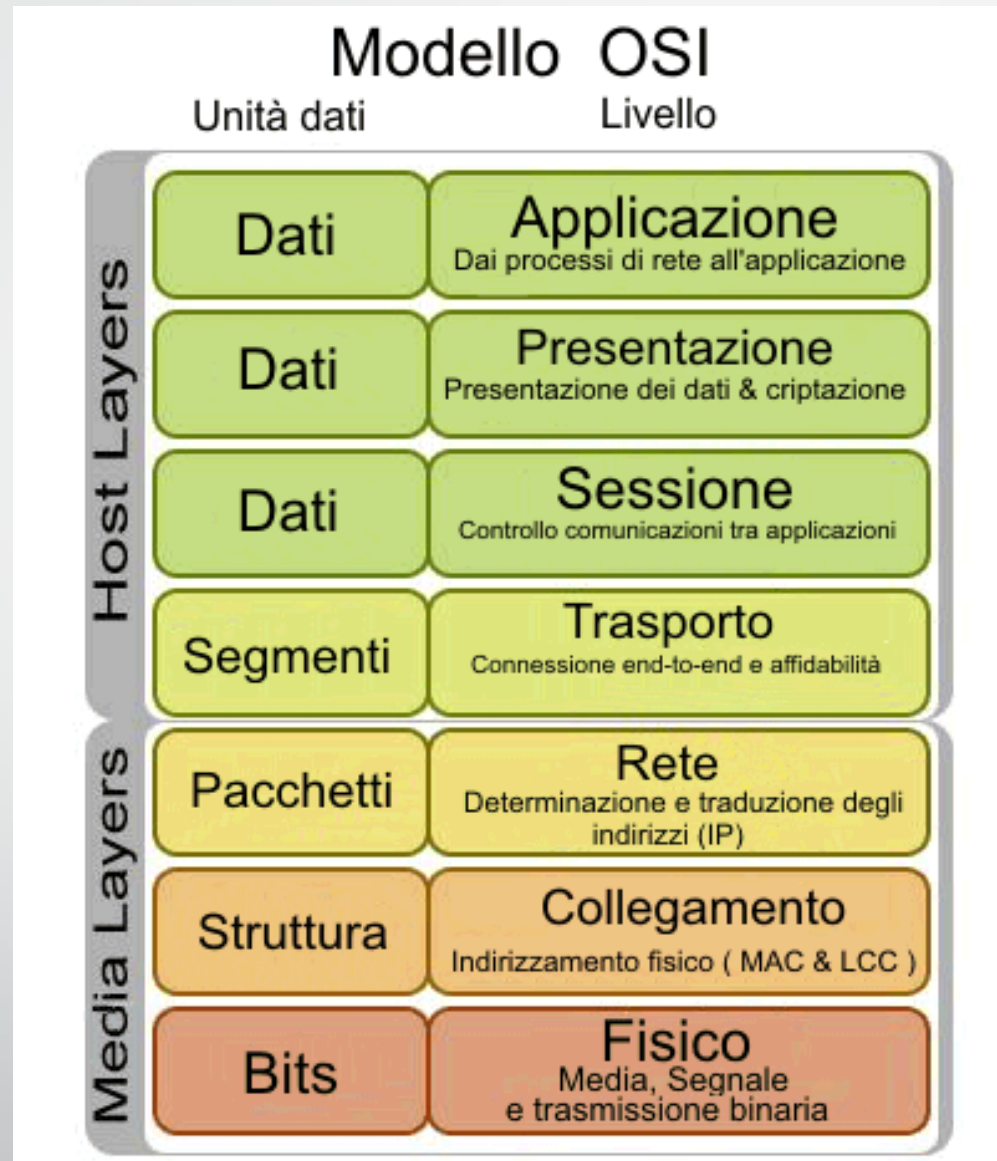 Modello OSI
Unità dati
Livello
Host Layers
Dati
Applicazione
Dai processi di rete all'applicazione
Dati
Presentazione
Presentazione dei dati & criptazione
Dati
Sessione
Controllo comunicazioni tra applicazioni
Segmenti
Trasporto
Connessione end-to-end e affidabilità
Media Layers
Pacchetti
Rete
Determinazione e traduzione degli
indirizzi (IP)
Struttura
Collegamento
Indirizzamento fisico ( MAC & LCC )
Bits
Fisico
Media, Segnale
e trasmissione binaria